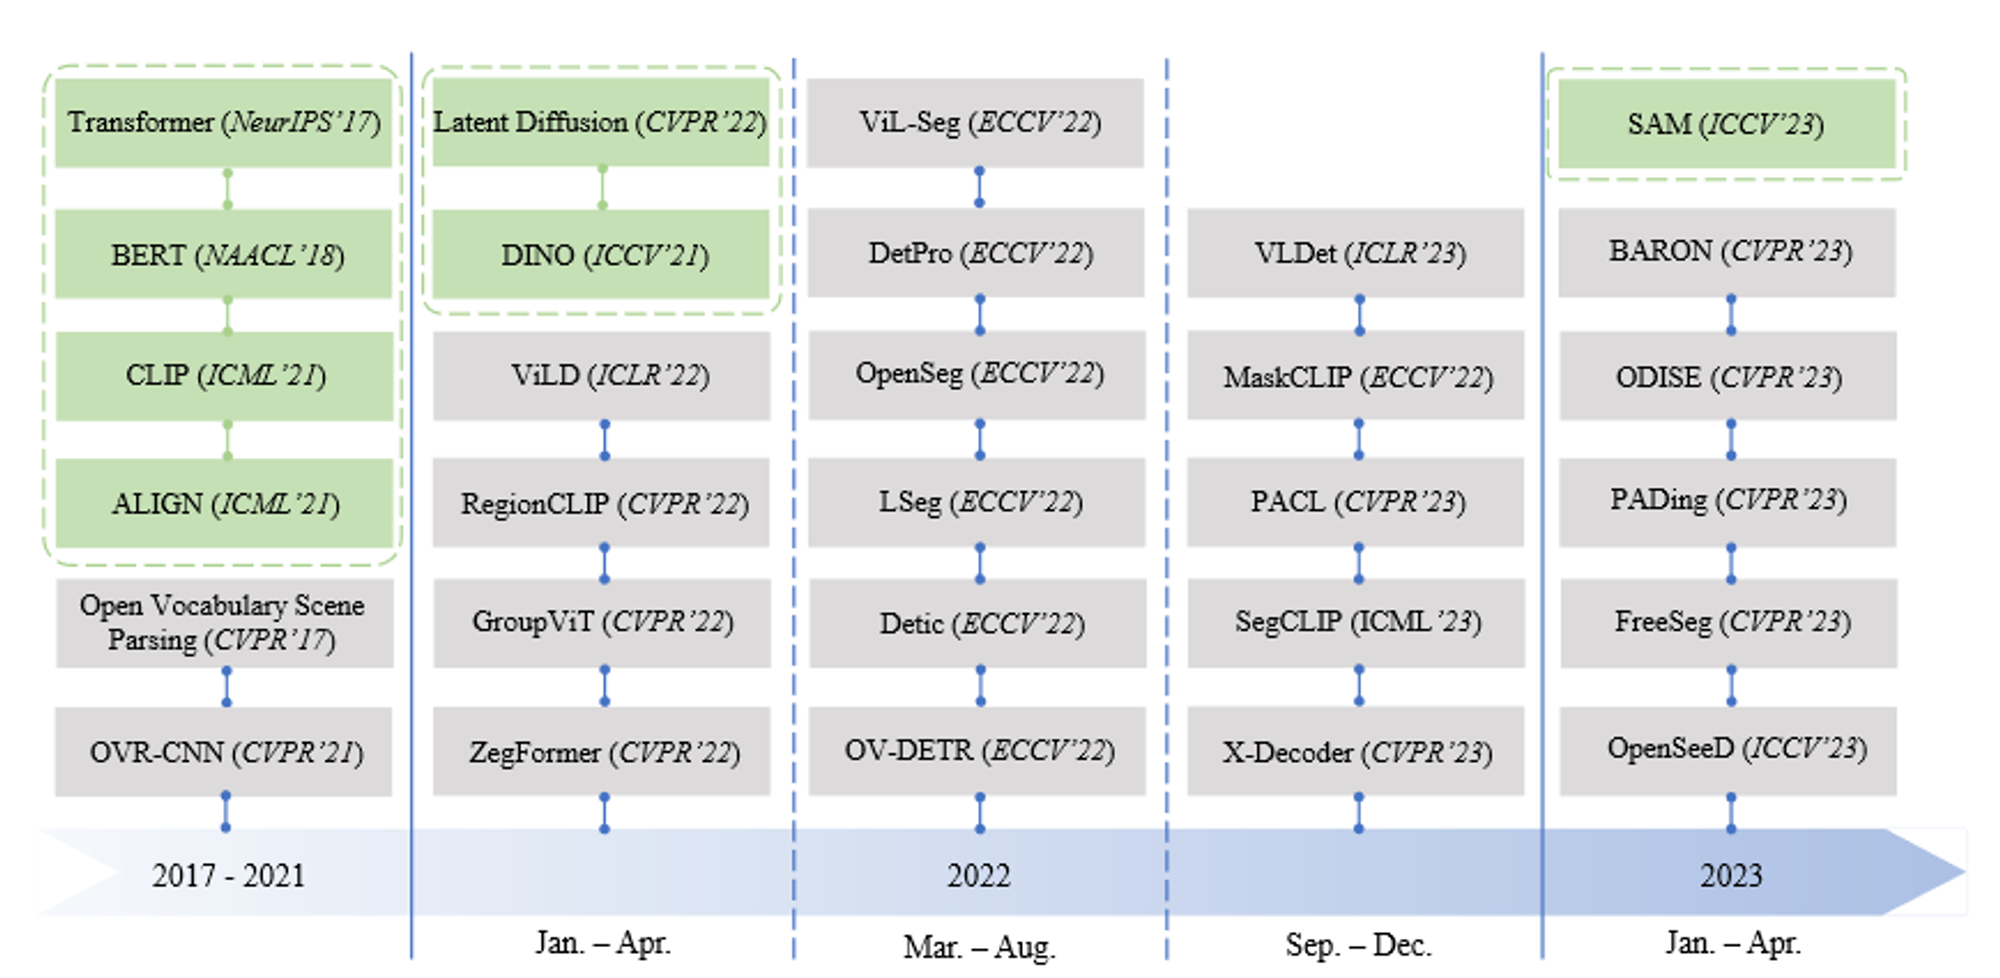 Transformer (NeurIPS’17)
BERT (NAACL’18)
CLIP (ICML’21)
ALIGN (ICML’21)
Open Vocabulary Scene
Parsing (CVPR’17)
OVR-CNN (CVPR’21)
2017 - 2021
Latent Diffusion (CVPR’22)
DINO (ICCV’21)
ViLD (ICLR’22)
RegionCLIP (CVPR’22)
GroupViT (CVPR’22)
ZegFormer (CVPR’22)
Jan. – Apr.
ViL-Seg (ECCV’22)
DetPro (ECCV’22)
OpenSeg (ECCV’22)
LSeg (ECCV’22)
Detic (ECCV’22)
OV-DETR (ECCV’22)
2022
Mar. – Aug.
VLDet (ICLR’23)
MaskCLIP (ECCV’22)
PACL (CVPR’23)
SegCLIP (ICML’23)
X-Decoder (CVPR’23)
Sep. – Dec.
SAM (ICCV’23)
BARON (CVPR’23)
ODISE (CVPR’23)
PADing (CVPR’23)
FreeSeg (CVPR’23)
OpenSeeD (ICCV’23)
2023
Jan. – Apr.